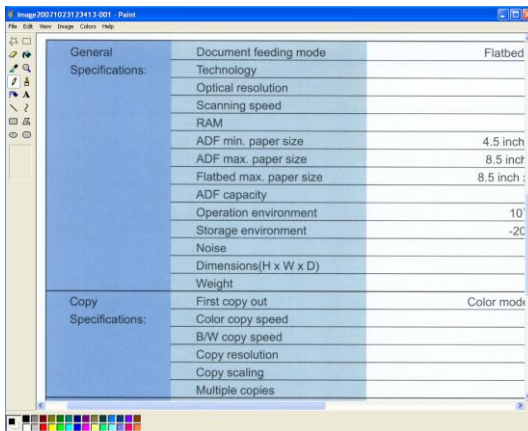 Image20071023123413-001 - Paint
File Edit View Image Colors Help
General Document feeding mode Flatbed
Specifications: Technology
Optical resolution
Scanning speed
RAM
ADF min. paper size 4.5 inch
ADF max. paper size 8.5 inch
Flatbed max. paper size 8.5 inch
ADF capacity
Operation environment 10
Storage environment -20
Noise
Dimensions(H x W x D)
Weight
Copy First copy out Color mode
Specifications: Color copy speed
B/W copy speed
Copy resolution
Copy scaling
Multiple copies